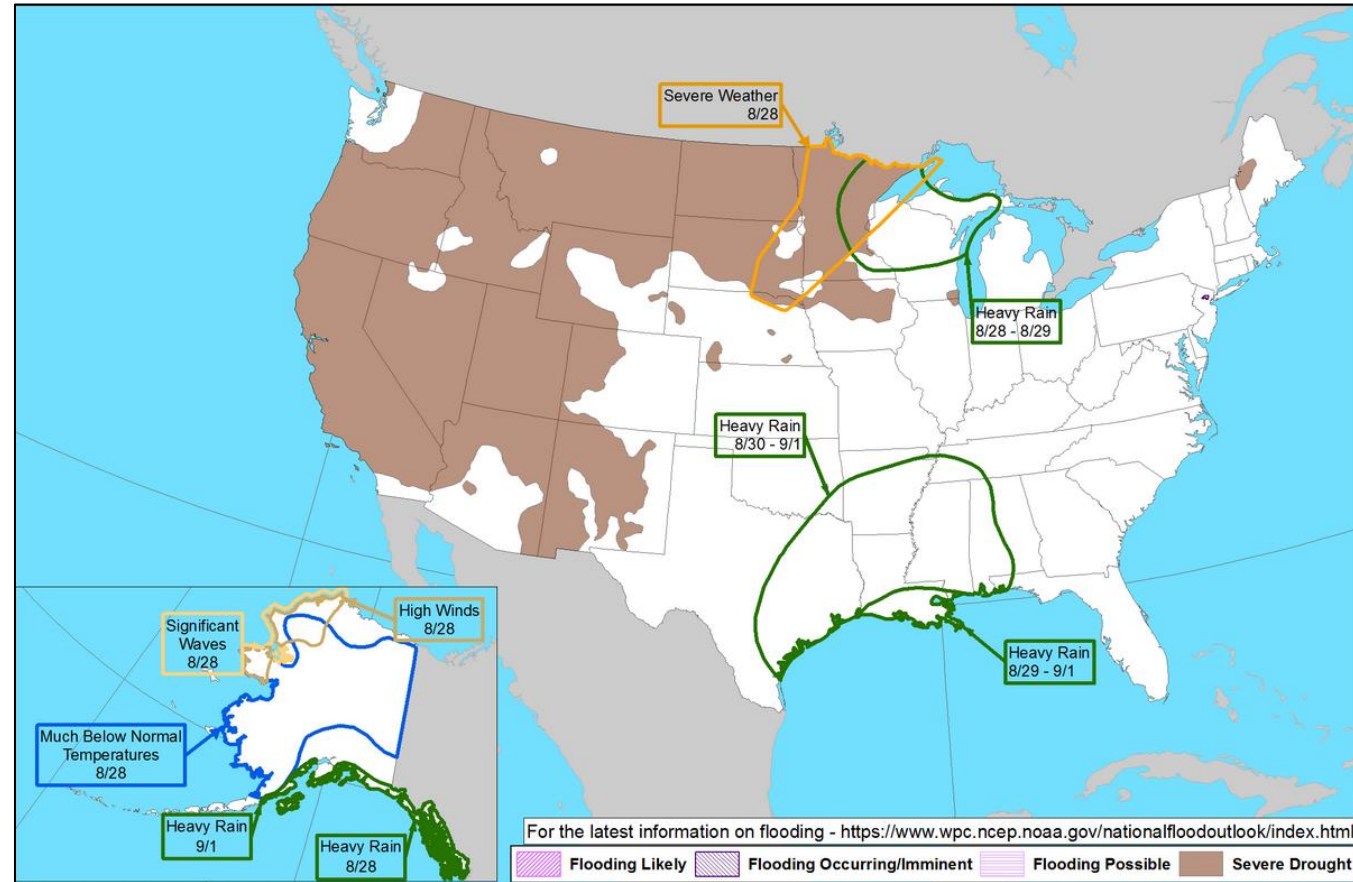 Severe Weather
8/28
Heavy Rain
8/28 - 8/29
Heavy Rain
8/30 - 9/1
Heavy Rain
8/29 - 9/1
High Winds
8/28
Significant
Waves
8/28
Much Below Normal
Temperatures
8/28
Heavy Rain
9/1
Heavy Rain
8/28
For the latest information on flooding - https://www.wpc.ncep.noaa.gov/nationalfloodoutlook/index.html
Flooding Likely Flooding Occurring/Imminent Flooding Possible Severe Drought